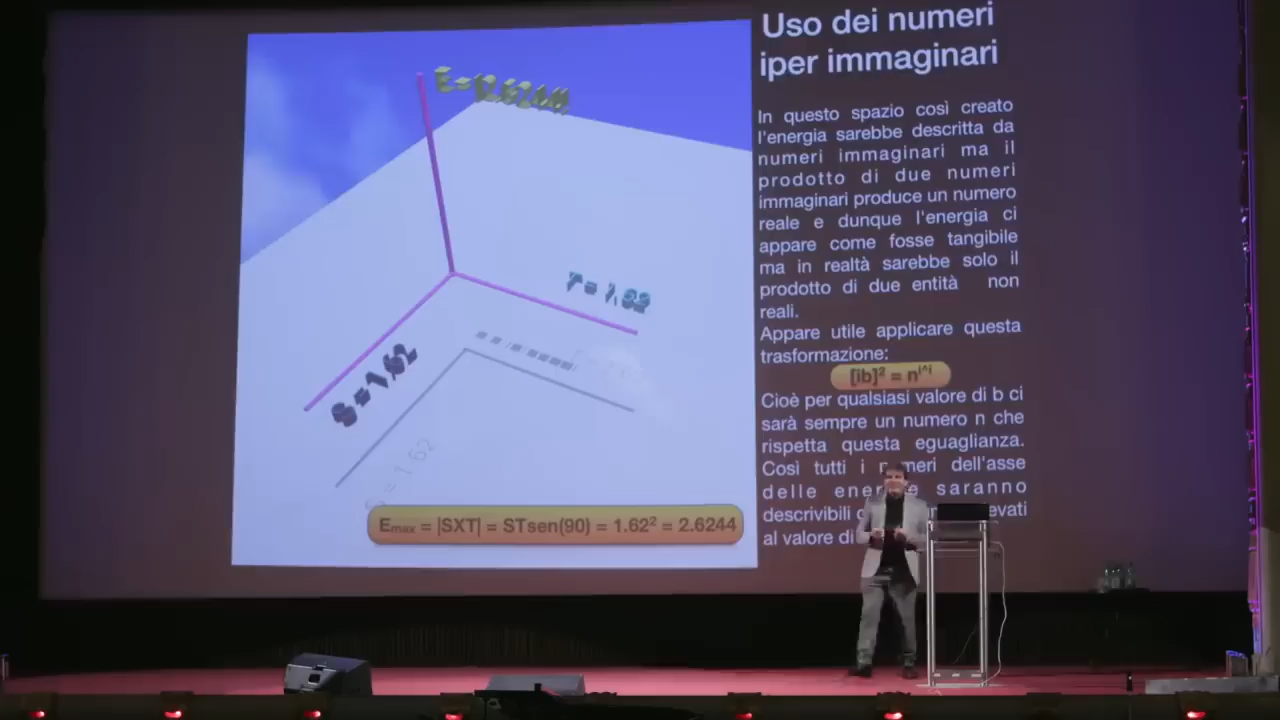 Uso dei numeri
iper immaginari
In questo spazio così creato
l'energia sarebbe descritta da
numeri immaginari ma il
prodotto di due numeri
immaginari produce un numero
reale e dunque l'energia ci
appare come fosse tangibile
ma in realtà sarebbe solo il
prodotto di due entità non
reali.
Appare utile applicare questa
trasformazione:
[ib]² = n^i^i
Cioè per qualsiasi valore di b ci
sarà sempre un numero n che
rispetta questa eguaglianza.
Così tutti i numeri dell'asse
delle energie saranno
descrivibili
al valore di
T=1,62
S=1,62
S=1 62
Emax = |SXT| = STsen(90) = 1.62² = 2.6244